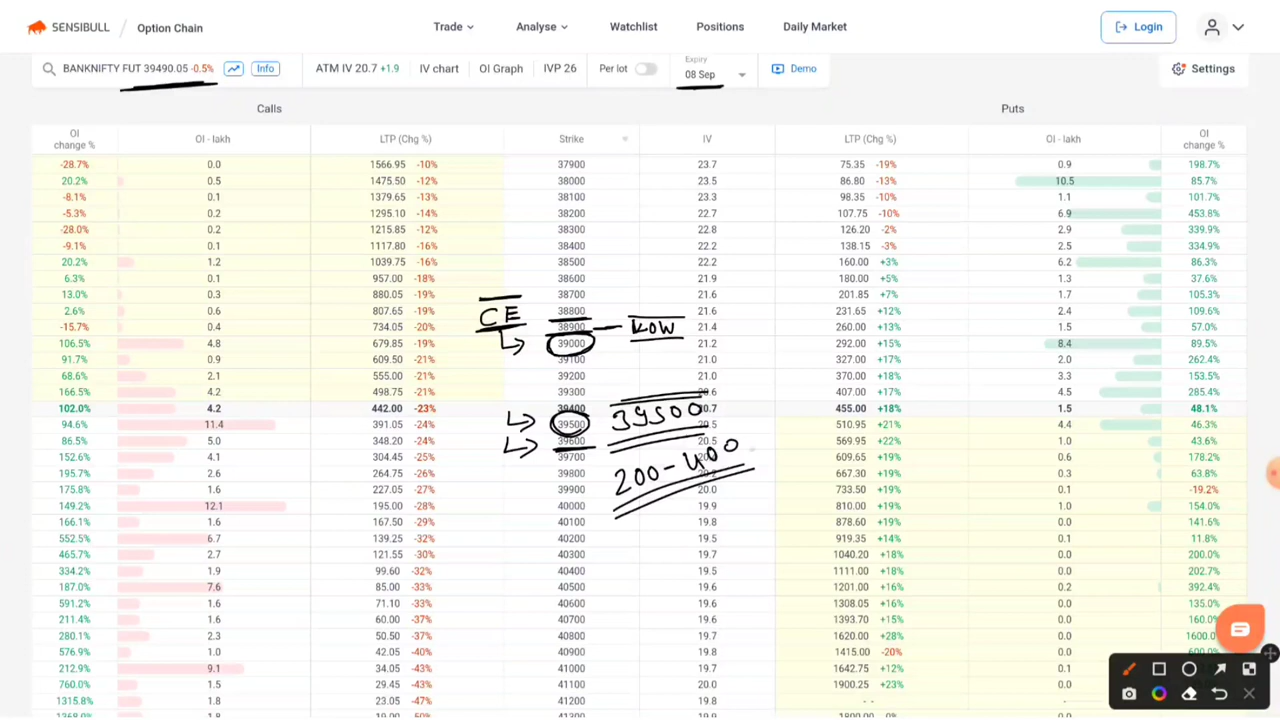 SENSIBULL / Option Chain Trade Analyse Watchlist Positions Daily Market Login
BANKNIFTY FUT 39490.05 -0.5% Info ATM IV 20.7 +1.9 IV chart OI Graph IVP 26 Per lot Expiry 08 Sep Demo Settings
Calls Puts
OI change % OI - lakh LTP (Chg %) Strike IV LTP (Chg %) OI - lakh OI change %
-28.7% 0.0 1566.95 -10% 37900 23.7 75.35 -19% 0.9 198.7%
20.2% 0.5 1475.50 -12% 38000 23.5 86.80 -13% 10.5 85.7%
-8.1% 0.1 1379.65 -13% 38100 23.3 98.35 -10% 1.1 101.7%
-5.3% 0.2 1295.10 -14% 38200 22.7 107.75 -10% 6.9 453.8%
-28.0% 0.2 1215.85 -12% 38300 22.8 126.20 -2% 2.9 339.9%
-9.1% 0.1 1117.80 -16% 38400 22.2 138.15 -3% 2.5 334.9%
20.2% 1.2 1039.75 -16% 38500 22.2 160.00 +3% 6.2 86.3%
6.3% 0.1 957.00 -18% 38600 21.9 180.00 +5% 1.3 37.6%
13.0% 0.3 880.05 -19% 38700 21.6 201.85 +7% 1.7 105.3%
2.6% 0.6 807.65 -19% CE 38800 21.6 231.65 +12% 2.4 109.6%
-15.7% 0.4 734.05 -20% 38900 21.4 260.00 +13% 1.5 57.0%
106.5% 4.8 679.85 -19% 39000 21.2 292.00 +15% 8.4 89.5%
91.7% 0.9 609.50 -21% 39100 21.0 327.00 +17% 2.0 262.4%
68.6% 2.1 555.00 -21% 39200 21.0 370.00 +18% 3.3 153.5%
166.5% 4.2 498.75 -21% 39300 407.00 +17% 4.5 285.4%
102.0% 4.2 442.00 -23% 39400 39500 455.00 +18% 1.5 48.1%
94.6% 11.4 391.05 -24% 39500 20.5 510.95 +21% 4.4 46.3%
86.5% 5.0 348.20 -24% 39600 20.5 569.95 +22% 1.0 43.6%
152.6% 4.1 304.45 -25% 39700 200-400 609.65 +19% 0.6 178.2%
195.7% 2.6 264.75 -26% 39800 667.30 +19% 0.3 63.8%
175.8% 1.6 227.05 -27% 39900 20.0 733.50 +19% 0.1 -19.2%
149.2% 12.1 195.00 -28% 40000 19.9 810.00 +19% 1.0 154.0%
166.1% 1.6 167.50 -29% 40100 19.8 878.60 +19% 0.0 141.6%
552.5% 6.7 139.25 -32% 40200 19.5 919.35 +14% 0.1 11.8%
465.7% 2.7 121.55 -30% 40300 19.7 1040.20 +18% 0.0 200.0%
334.2% 1.9 99.60 -32% 40400 19.5 1111.00 +18% 0.0 202.7%
187.0% 7.6 85.00 -33% 40500 19.6 1201.00 +16% 0.2 392.4%
591.2% 1.6 71.10 -33% 40600 19.6 1308.05 +16% 0.0 135.0%
211.4% 1.6 60.00 -37% 40700 19.6 1393.70 +15% 0.0 160.0%
280.1% 2.3 50.50 -37% 40800 19.7 1620.00 +28% 0.0 1600.0%
576.9% 1.0 42.05 -40% 40900 19.8 1415.00 -20% 0.0 600.0%
212.9% 9.1 34.05 -43% 41000 19.7 1642.75 +12% 0.1
760.0% 1.5 29.45 -43% 41100 20.0 1900.25 +23% 0.0
1315.8% 1.8 23.05 -47% 41200 19.8 - - 0.0